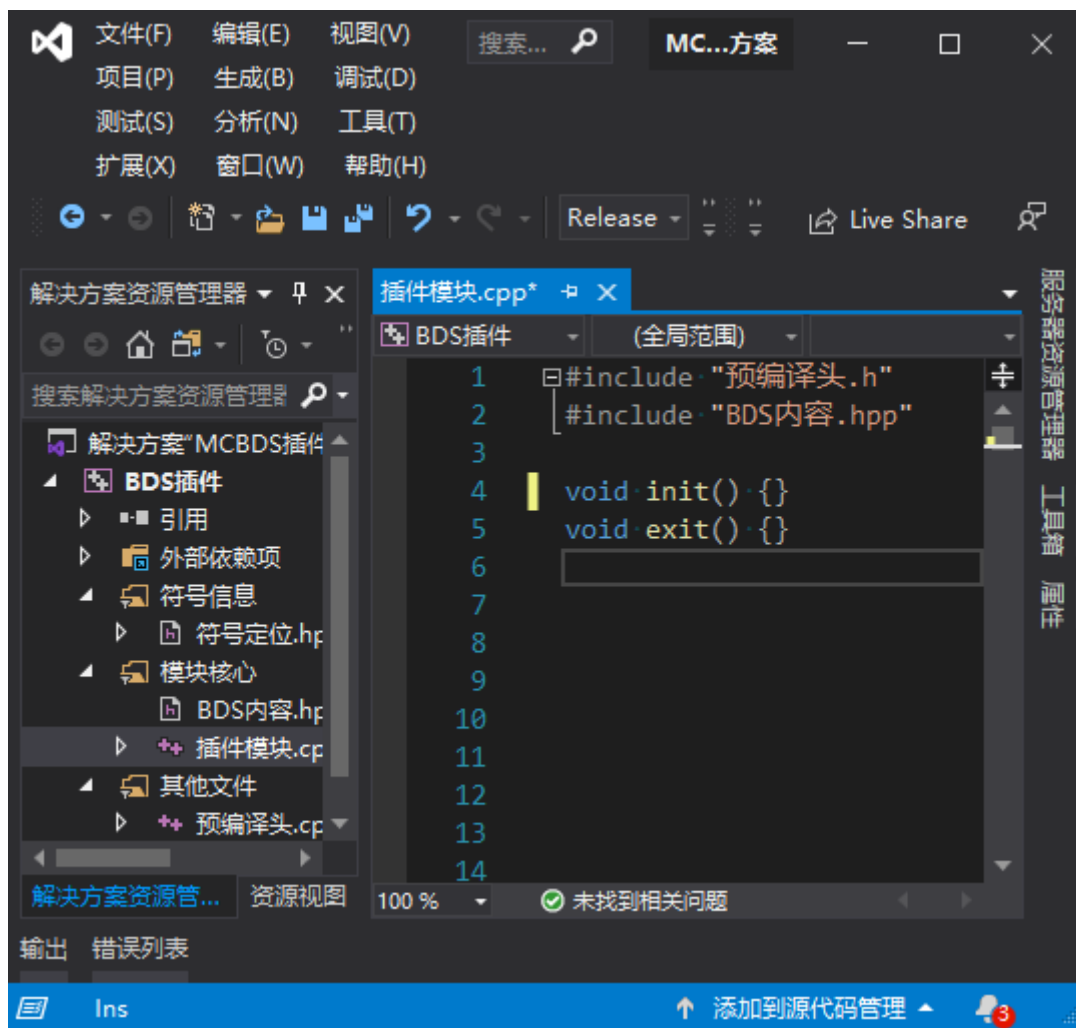 文件(F) 编辑(E) 视图(V) 搜索... MC...方案
项目(P) 生成(B) 调试(D)
测试(S) 分析(N) 工具(T)
扩展(X) 窗口(W) 帮助(H)
Release Live Share
解决方案资源管理器
搜索解决方案资源管理器
解决方案"MCBDS插件
BDS插件
引用
外部依赖项
符号信息
符号定位.hp
模块核心
BDS内容.hp
插件模块.cp
其他文件
预编译头.cp
解决方案资源管... 资源视图
插件模块.cpp*
BDS插件 (全局范围)
1 #include "预编译头.h"
2 #include "BDS内容.hpp"
3
4 void init() {}
5 void exit() {}
6
7
8
9
10
11
12
13
14
100 % 未找到相关问题
服务器资源管理器
工具箱
属性
输出 错误列表
Ins 添加到源代码管理 3